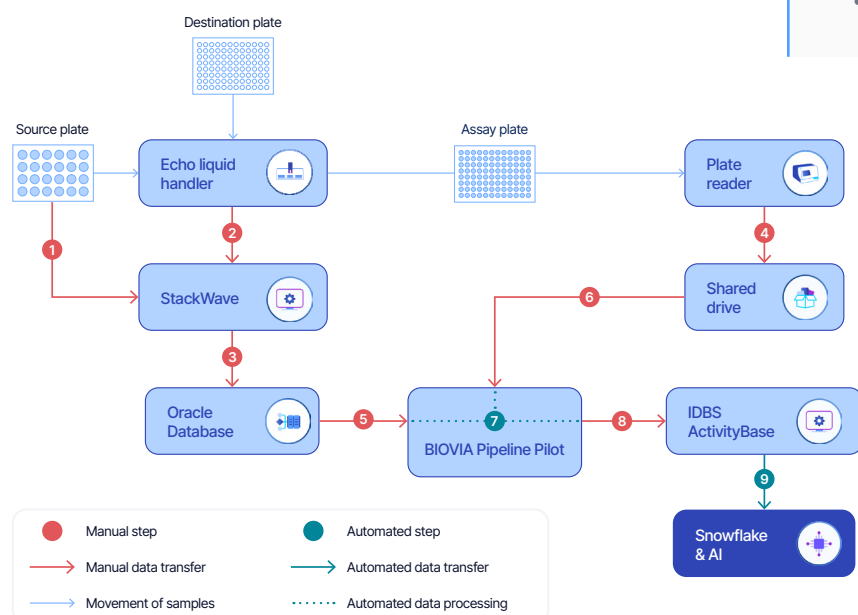 Destination plate
Source plate
Assay plate
Echo liquid
handler
Plate
reader
1
2
4
StackWave
Shared
drive
6
3
Oracle
Database
5
7
BIOVIA Pipeline Pilot
8
IDBS
ActivityBase
9
Snowflake
& AI
Manual step
Automated step
Manual data transfer
Automated data transfer
Movement of samples
Automated data processing